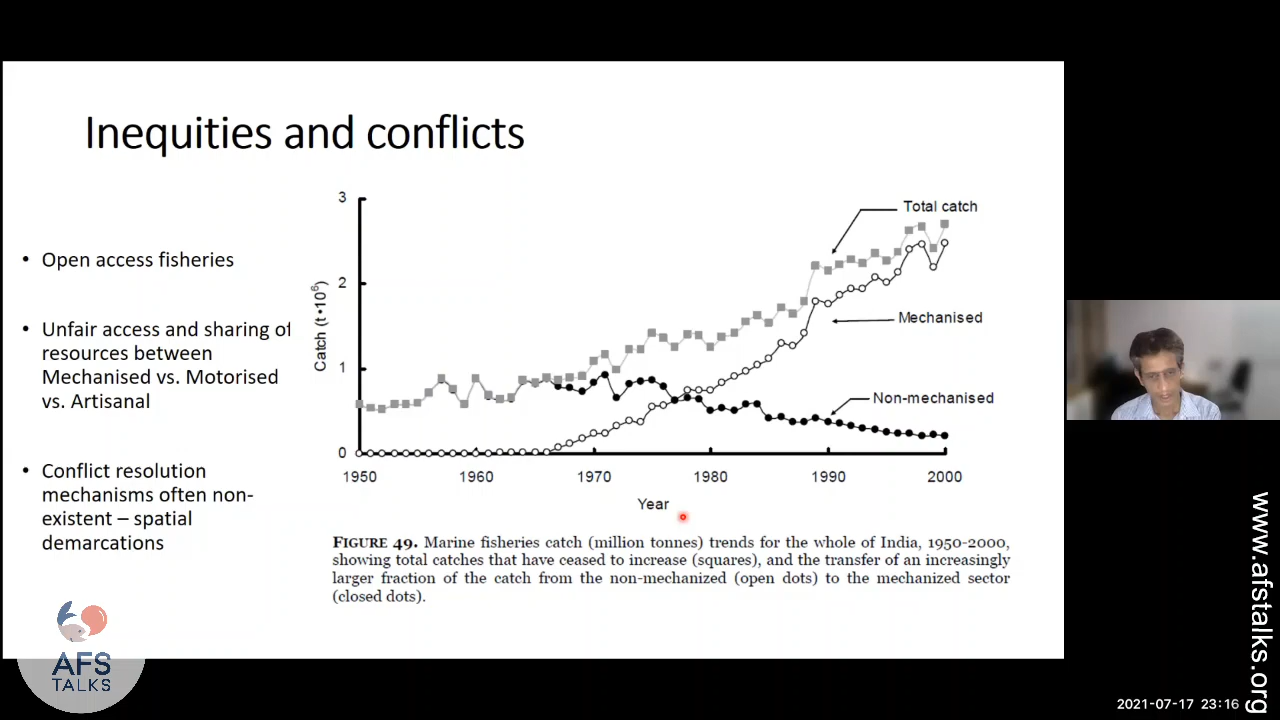 Inequities and conflicts
• Open access fisheries
• Unfair access and sharing of
resources between
Mechanised vs. Motorised
vs. Artisanal
• Conflict resolution
mechanisms often non-
existent – spatial
demarcations
3
2
1
0
Catch (t•10⁶)
Total catch
Mechanised
Non-mechanised
1950
1960
1970
1980
1990
2000
Year
FIGURE 49. Marine fisheries catch (million tonnes) trends for the whole of India, 1950-2000,
showing total catches that have ceased to increase (squares), and the transfer of an increasingly
larger fraction of the catch from the non-mechanized (open dots) to the mechanized sector
(closed dots).
AFS
TALKS
www.afstalks.org
2021-07-17 23:16